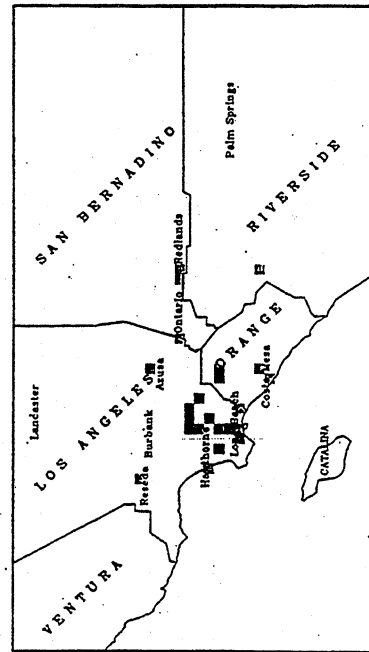 SAN BERNADINO
Lancaster
Palm Springs
LOS ANGELES
Redlands
Ontario
RIVERSIDE
Azusa
Burbank
Reseda
ORANGE
VENTURA
Hawthorne
Long Beach
Costa Mesa
CATALINA